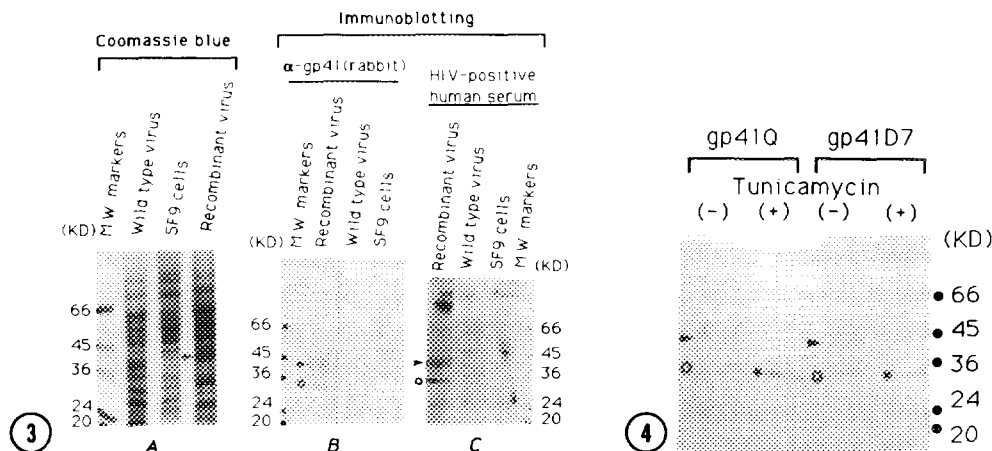 Immunoblotting
Coomassie blue
α-gp41(rabbit)
HIV-positive
human serum
MW markers
Wild type virus
SF9 cells
Recombinant virus
MW markers
Recombinant virus
Wild type virus
SF9 cells
Recombinant virus
Wild type virus
SF9 cells
MW markers
(KD)
66
45
36
24
20
(KD)
66
45
36
24
20
(KD)
66
45
36
24
20
3
A
B
C
gp41Q gp41D7
Tunicamycin
(-) (+) (-) (+)
(KD)
66
45
36
24
20
4